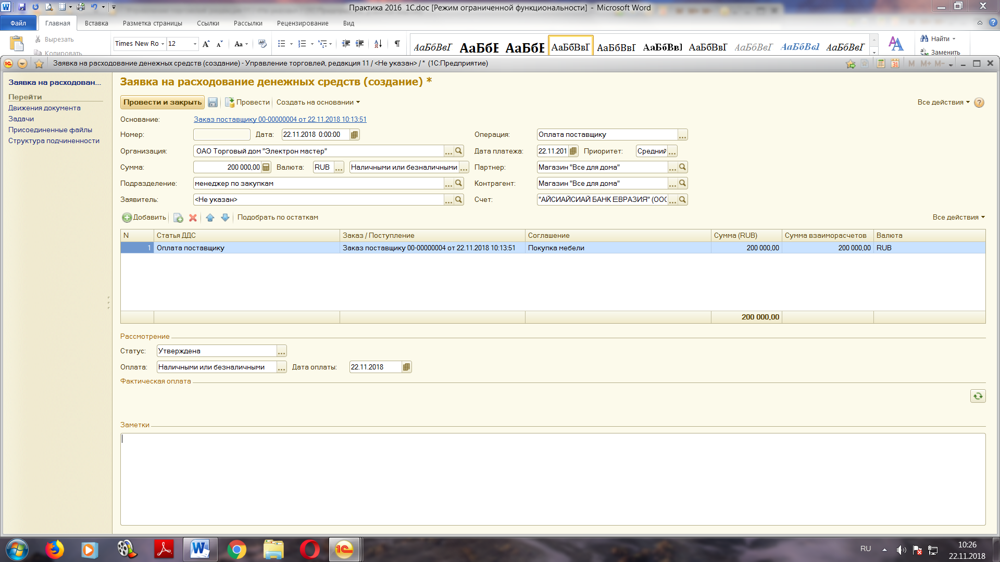 Практика 2016 1C.doc [Режим ограниченной функциональности] - Microsoft Word
Файл Главная Вставка Разметка страницы Ссылки Рассылки Рецензирование Вид
Вырезать Times New Ro 12 Aa АаБбВвГ АаБбВ АаБбВ АаБбВвГ АаБбВвГ АаБбВвІ АаБбВвГ АаБбВвГ АаБбВвІ АаБбВвГ Найти
Копировать Заменить
Заявка на расходование денежных средств (создание) - Управление торговлей, редакция 11 / <Не указан> / * (1С:Предприятие) M M+ M-
Заявка на расходован...
Перейти
Движения документа
Задачи
Присоединенные файлы
Структура подчиненности
Заявка на расходование денежных средств (создание) *
Провести и закрыть Провести Создать на основании Все действия
Основание: Заказ поставщику 00-00000004 от 22.11.2018 10:13:51
Номер: Дата: 22.11.2018 0:00:00 Операция: Оплата поставщику
Организация: ОАО Торговый дом "Электрон мастер" Дата платежа: 22.11.201 Приоритет: Средний
Сумма: 200 000,00 Валюта: RUB Наличными или безналичными Партнер: Магазин "Все для дома"
Подразделение: менеджер по закупкам Контрагент: Магазин "Все для дома"
Заявитель: <Не указан> Счет: "АЙСИАЙСИАЙ БАНК ЕВРАЗИЯ" (ООО
Добавить Подобрать по остаткам Все действия
N Статья ДДС Заказ / Поступление Соглашение Сумма (RUB) Сумма взаиморасчетов Валюта
1 Оплата поставщику Заказ поставщику 00-00000004 от 22.11.2018 10:13:51 Покупка мебели 200 000,00 200 000,00 RUB
200 000,00
Рассмотрение
Статус: Утверждена
Оплата: Наличными или безналичными Дата оплаты: 22.11.2018
Фактическая оплата
Заметки
RU 10:26
22.11.2018